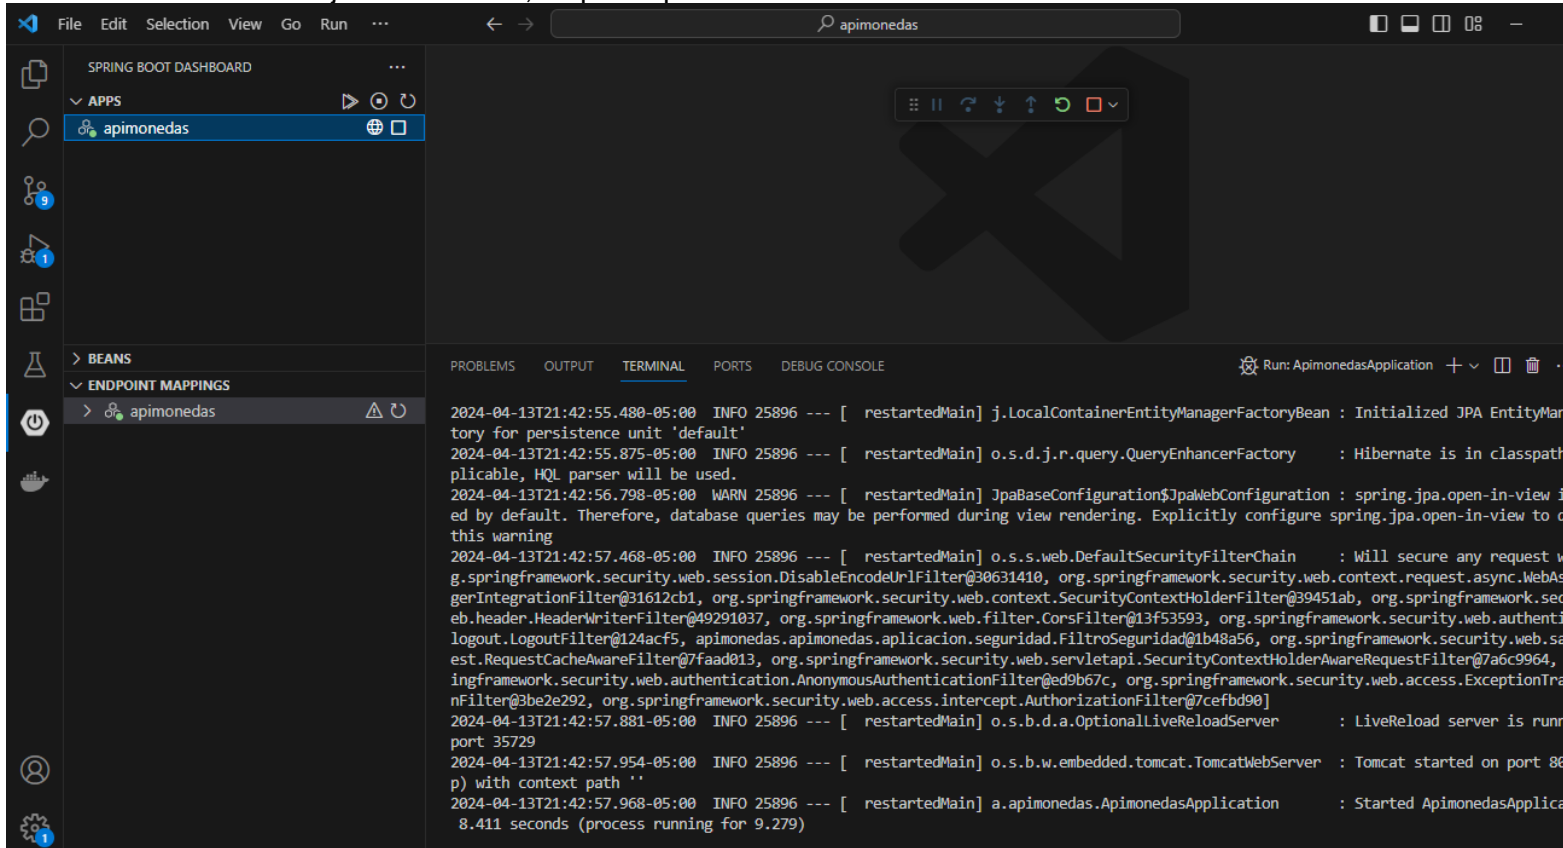 File Edit Selection View Go Run ··· apimonedas
SPRING BOOT DASHBOARD
APPS
apimonedas
9
1
BEANS
ENDPOINT MAPPINGS
apimonedas
1
PROBLEMS OUTPUT TERMINAL PORTS DEBUG CONSOLE Run: ApimonedasApplication
2024-04-13T21:42:55.480-05:00 INFO 25896 --- [ restartedMain] j.LocalContainerEntityManagerFactoryBean : Initialized JPA EntityMan
tory for persistence unit 'default'
2024-04-13T21:42:55.875-05:00 INFO 25896 --- [ restartedMain] o.s.d.j.r.query.QueryEnhancerFactory : Hibernate is in classpath
plicable, HQL parser will be used.
2024-04-13T21:42:56.798-05:00 WARN 25896 --- [ restartedMain] JpaBaseConfiguration$JpaWebConfiguration : spring.jpa.open-in-view i
ed by default. Therefore, database queries may be performed during view rendering. Explicitly configure spring.jpa.open-in-view to d
this warning
2024-04-13T21:42:57.468-05:00 INFO 25896 --- [ restartedMain] o.s.s.web.DefaultSecurityFilterChain : Will secure any request w
g.springframework.security.web.session.DisableEncodeUrlFilter@30631410, org.springframework.security.web.context.request.async.WebAs
gerIntegrationFilter@31612cb1, org.springframework.security.web.context.SecurityContextHolderFilter@39451ab, org.springframework.sec
eb.header.HeaderWriterFilter@49291037, org.springframework.web.filter.CorsFilter@13f53593, org.springframework.security.web.authenti
logout.LogoutFilter@124acf5, apimonedas.apimonedas.aplicacion.seguridad.FiltroSeguridad@1b48a56, org.springframework.security.web.sa
est.RequestCacheAwareFilter@7faad013, org.springframework.security.web.servletapi.SecurityContextHolderAwareRequestFilter@7a6c9964,
ingframework.security.web.authentication.AnonymousAuthenticationFilter@ed9b67c, org.springframework.security.web.access.ExceptionTra
nFilter@3be2e292, org.springframework.security.web.access.intercept.AuthorizationFilter@7cefbd90]
2024-04-13T21:42:57.881-05:00 INFO 25896 --- [ restartedMain] o.s.b.d.a.OptionalLiveReloadServer : LiveReload server is runn
port 35729
2024-04-13T21:42:57.954-05:00 INFO 25896 --- [ restartedMain] o.s.b.w.embedded.tomcat.TomcatWebServer : Tomcat started on port 80
p) with context path ''
2024-04-13T21:42:57.968-05:00 INFO 25896 --- [ restartedMain] a.apimonedas.ApimonedasApplication : Started ApimonedasApplica
8.411 seconds (process running for 9.279)